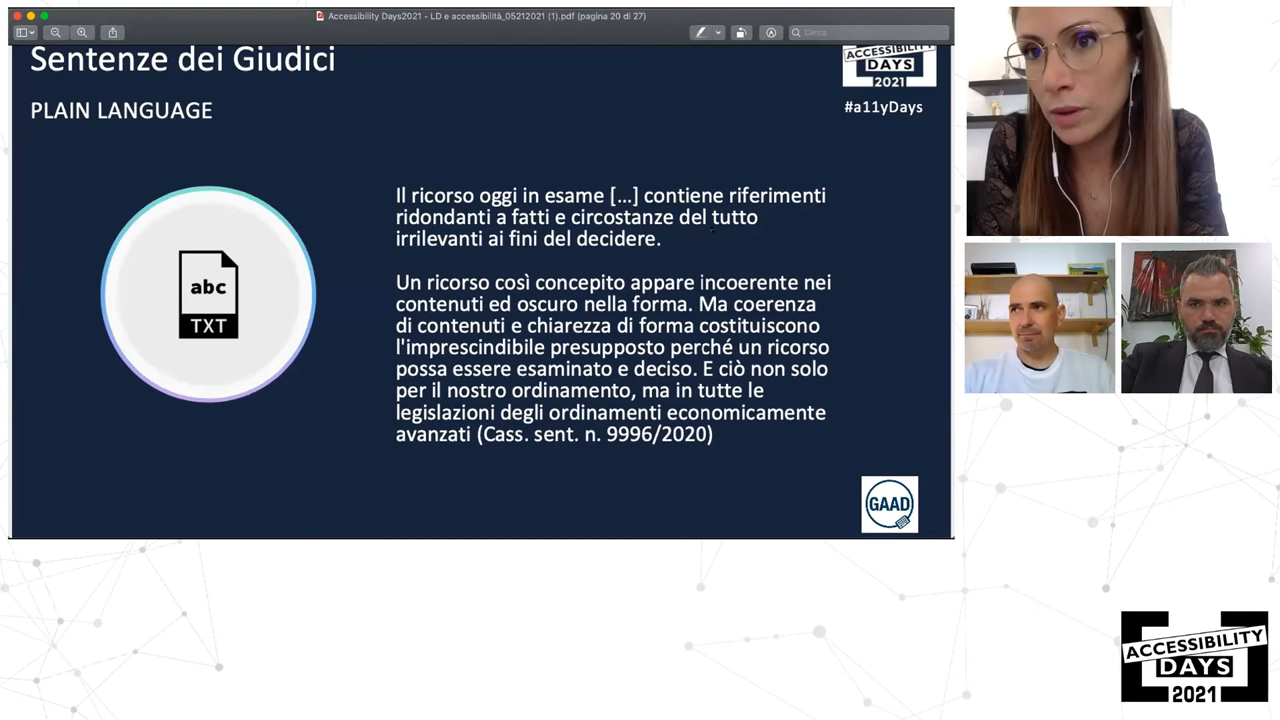 Accessibility Days2021 - LD e accessibilità_05212021 (1).pdf (pagina 20 di 27)
Cerca
Sentenze dei Giudici
PLAIN LANGUAGE
ACCESSIBILITY
DAYS
2021
#a11yDays
abc
TXT
Il ricorso oggi in esame [...] contiene riferimenti
ridondanti a fatti e circostanze del tutto
irrilevanti ai fini del decidere.
Un ricorso così concepito appare incoerente nei
contenuti ed oscuro nella forma. Ma coerenza
di contenuti e chiarezza di forma costituiscono
l'imprescindibile presupposto perché un ricorso
possa essere esaminato e deciso. E ciò non solo
per il nostro ordinamento, ma in tutte le
legislazioni degli ordinamenti economicamente
avanzati (Cass. sent. n. 9996/2020)
GAAD
ACCESSIBILITY
DAYS
2021